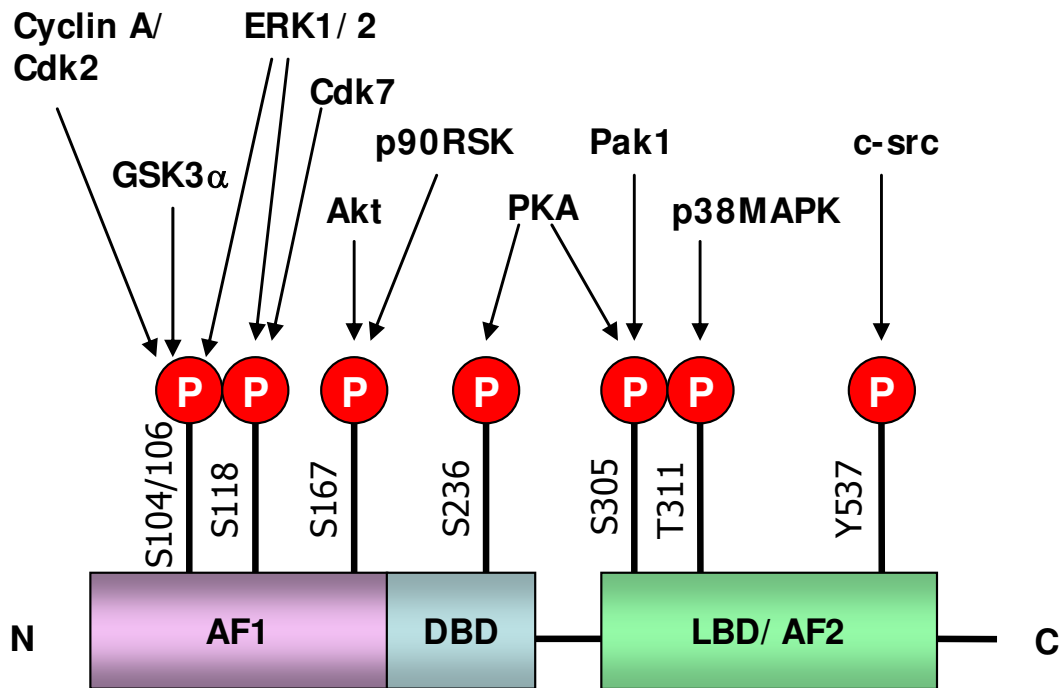 Cyclin A/
Cdk2
ERK1/ 2
Cdk7
GSK3α
p90RSK
Akt
PKA
Pak1
p38MAPK
c-src
P
P
P
P
P
P
P
S104/106
S118
S167
S236
S305
T311
Y537
N
AF1
DBD
LBD/ AF2
C